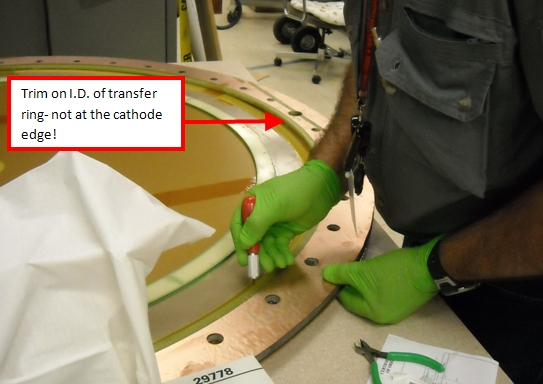 Trim on I.D. of transfer
ring- not at the cathode
edge!
29778